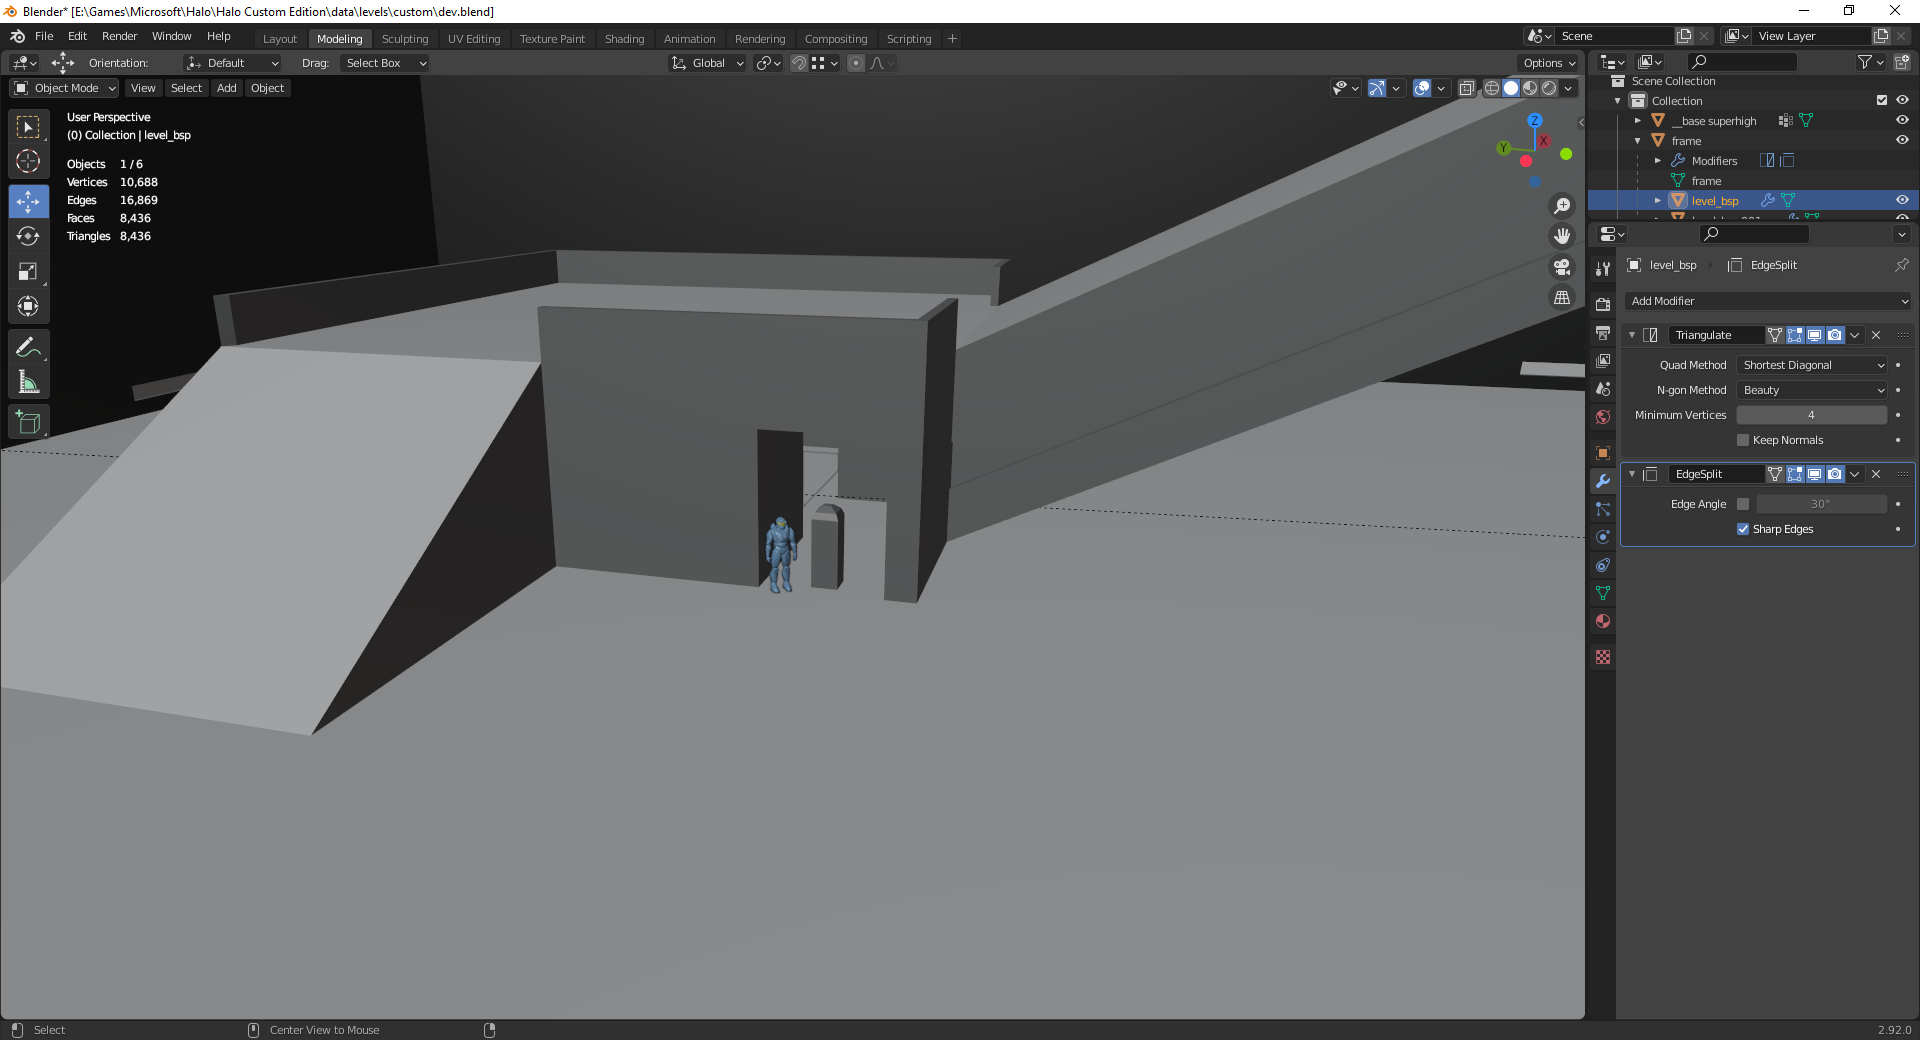 Blender* [E:\Games\Microsoft\Halo\Halo Custom Edition\data\levels\custom\dev.blend]
File Edit Render Window Help Layout Modeling Sculpting UV Editing Texture Paint Shading Animation Rendering Compositing Scripting Scene View Layer
Orientation: Default Drag: Select Box Global Options
Object Mode View Select Add Object
User Perspective
(0) Collection | level_bsp
Objects 1 / 6
Vertices 10,688
Edges 16,869
Faces 8,436
Triangles 8,436
Z
X
Y
Scene Collection
Collection
__base superhigh
frame
Modifiers
frame
level_bsp
level_bsp EdgeSplit
Add Modifier
Triangulate
Quad Method Shortest Diagonal
N-gon Method Beauty
Minimum Vertices 4
Keep Normals
EdgeSplit
Edge Angle 30°
Sharp Edges
Select Center View to Mouse 2.92.0